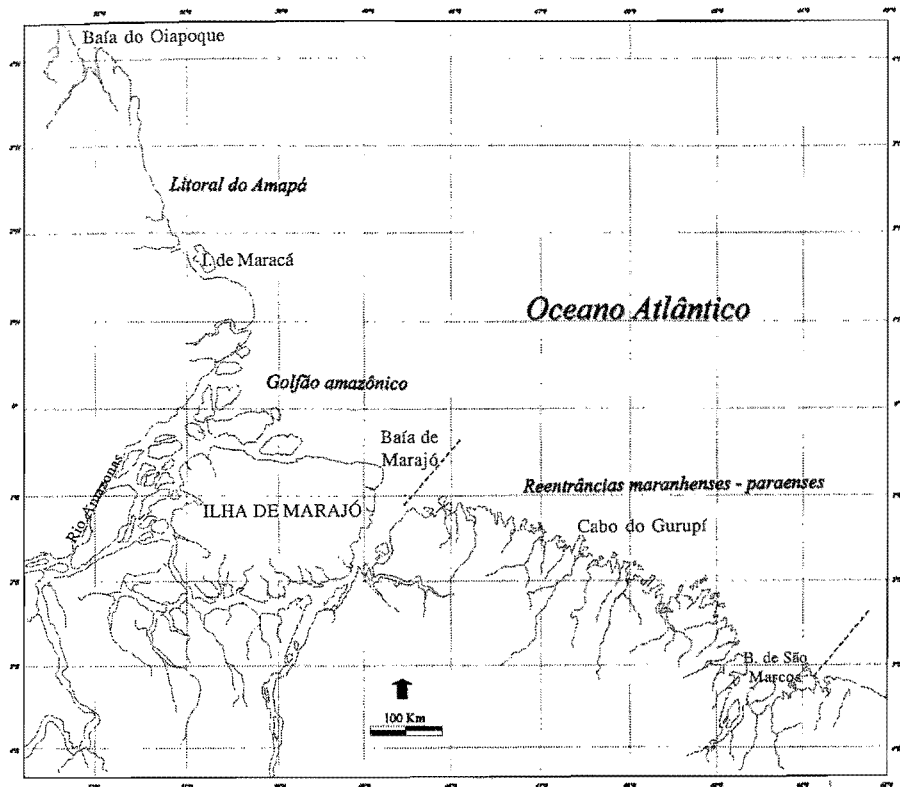 Baía do Oiapoque
Litoral do Amapá
I. de Maracá
Oceano Atlântico
Golfão amazônico
Baía de
Marajó
Rio Amazonas
Reentrâncias maranhenses - paraenses
ILHA DE MARAJÓ
Cabo do Gurupí
B. de São
Marcos
100 Km